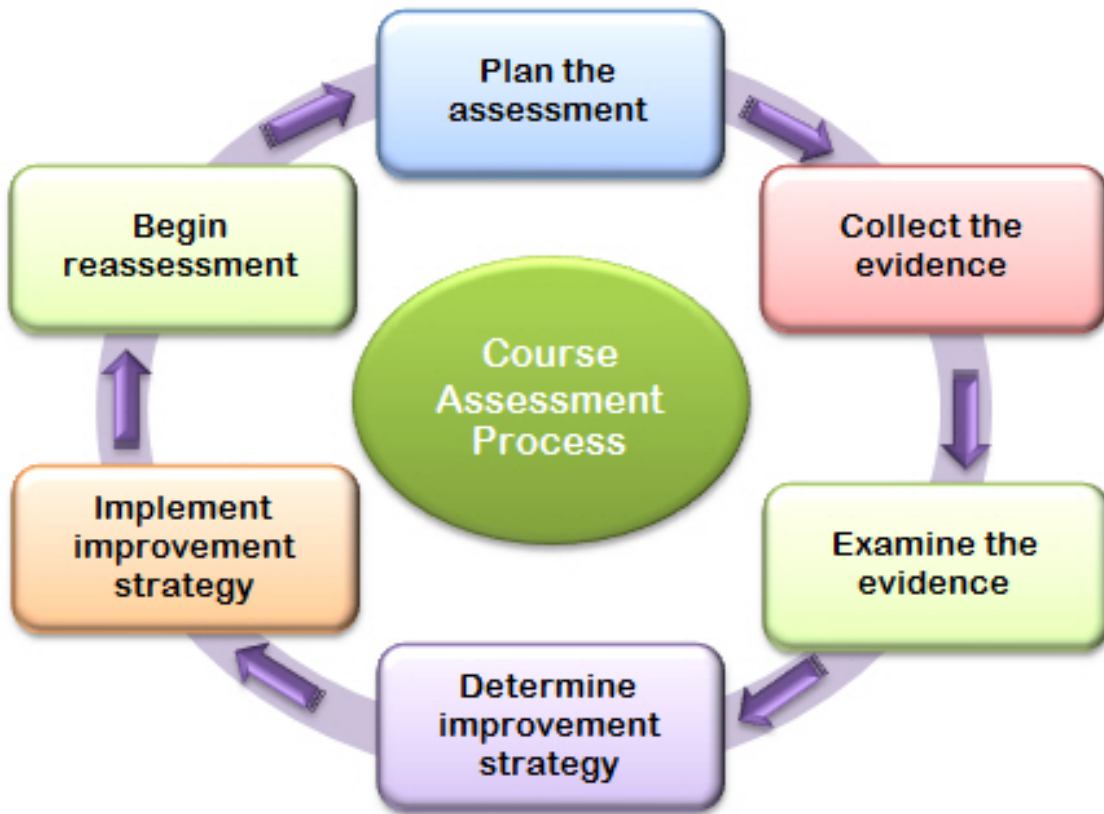 Plan the
assessment
Collect the
evidence
Examine the
evidence
Determine
improvement
strategy
Implement
improvement
strategy
Begin
reassessment
Course
Assessment
Process